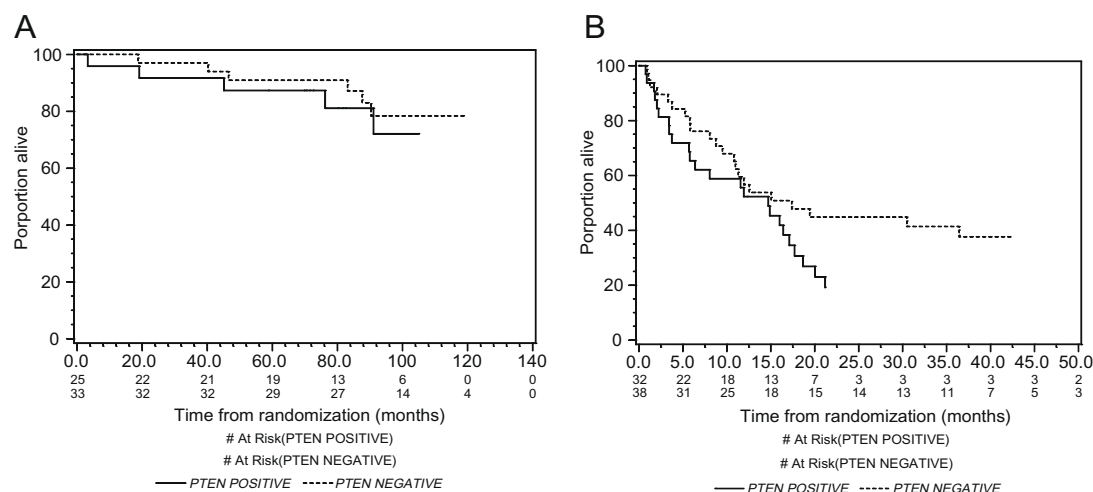 A
Porportion alive
100
80
60
40
20
0
0.0 20.0 40.0 60.0 80.0 100 120 140
25 22 21 19 13 6 0 0
33 32 32 29 27 14 4 0
Time from randomization (months)
# At Risk(PTEN POSITIVE)
# At Risk(PTEN NEGATIVE)
PTEN POSITIVE PTEN NEGATIVE
B
Porportion alive
100
80
60
40
20
0
0.0 5.0 10.0 15.0 20.0 25.0 30.0 35.0 40.0 45.0 50.0
32 22 18 13 7 3 3 3 3 3 2
38 31 25 18 15 14 13 11 7 5 3
Time from randomization (months)
# At Risk(PTEN POSITIVE)
# At Risk(PTEN NEGATIVE)
PTEN POSITIVE PTEN NEGATIVE